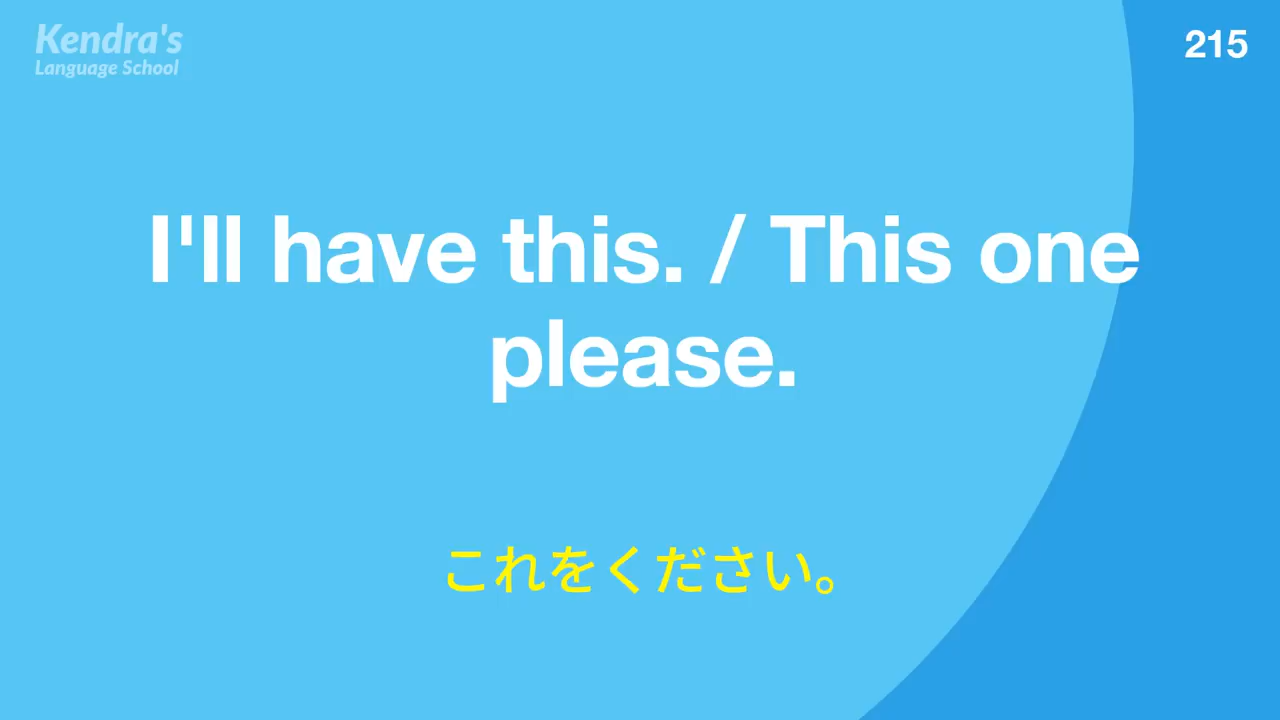 Kendra's
Language School
215
I'll have this. / This one
please.
これをください。